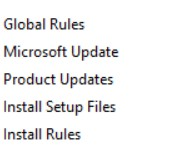 Global Rules
Microsoft Update
Product Updates
Install Setup Files
Install Rules